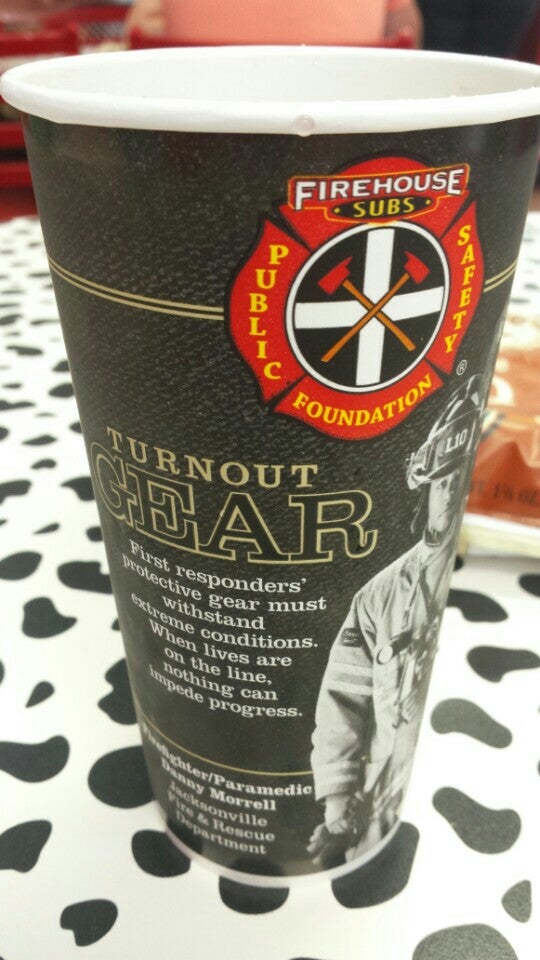 FIREHOUSE
SUBS
PUBLIC
SAFETY
FOUNDATION
®
L10
TURNOUT
GEAR
First responders'
protective gear must
withstand
extreme conditions.
When lives are
on the line,
nothing can
impede progress.
Firefighter/Paramedic
Danny Morrell
Jacksonville
Fire & Rescue
Department